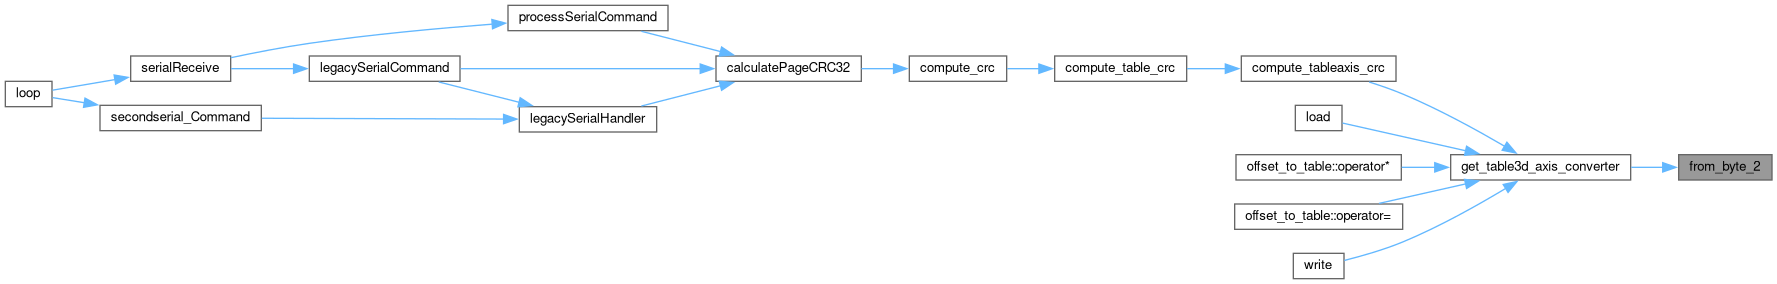 processSerialCommand
serialReceive
legacySerialCommand
calculatePageCRC32
compute_crc
compute_table_crc
compute_tableaxis_crc
loop
secondserial_Command
legacySerialHandler
load
offset_to_table::operator*
get_table3d_axis_converter
from_byte_2
offset_to_table::operator=
write